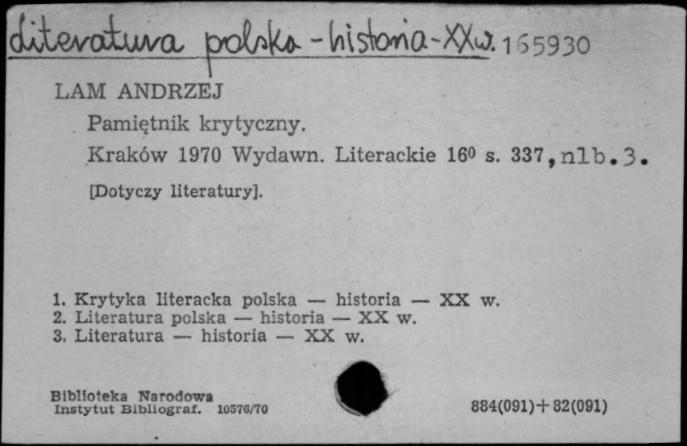 Literatura polska - historia - XX w. 165930
LAM ANDRZEJ
Pamiętnik krytyczny.
Kraków 1970 Wydawn. Literackie 16⁰ s. 337, nlb. 3.
[Dotyczy literatury].
1. Krytyka literacka polska — historia — XX w.
2. Literatura polska — historia — XX w.
3. Literatura — historia — XX w.
Biblioteka Narodowa
Instytut Bibliograf. 10576/70 884(091)+82(091)